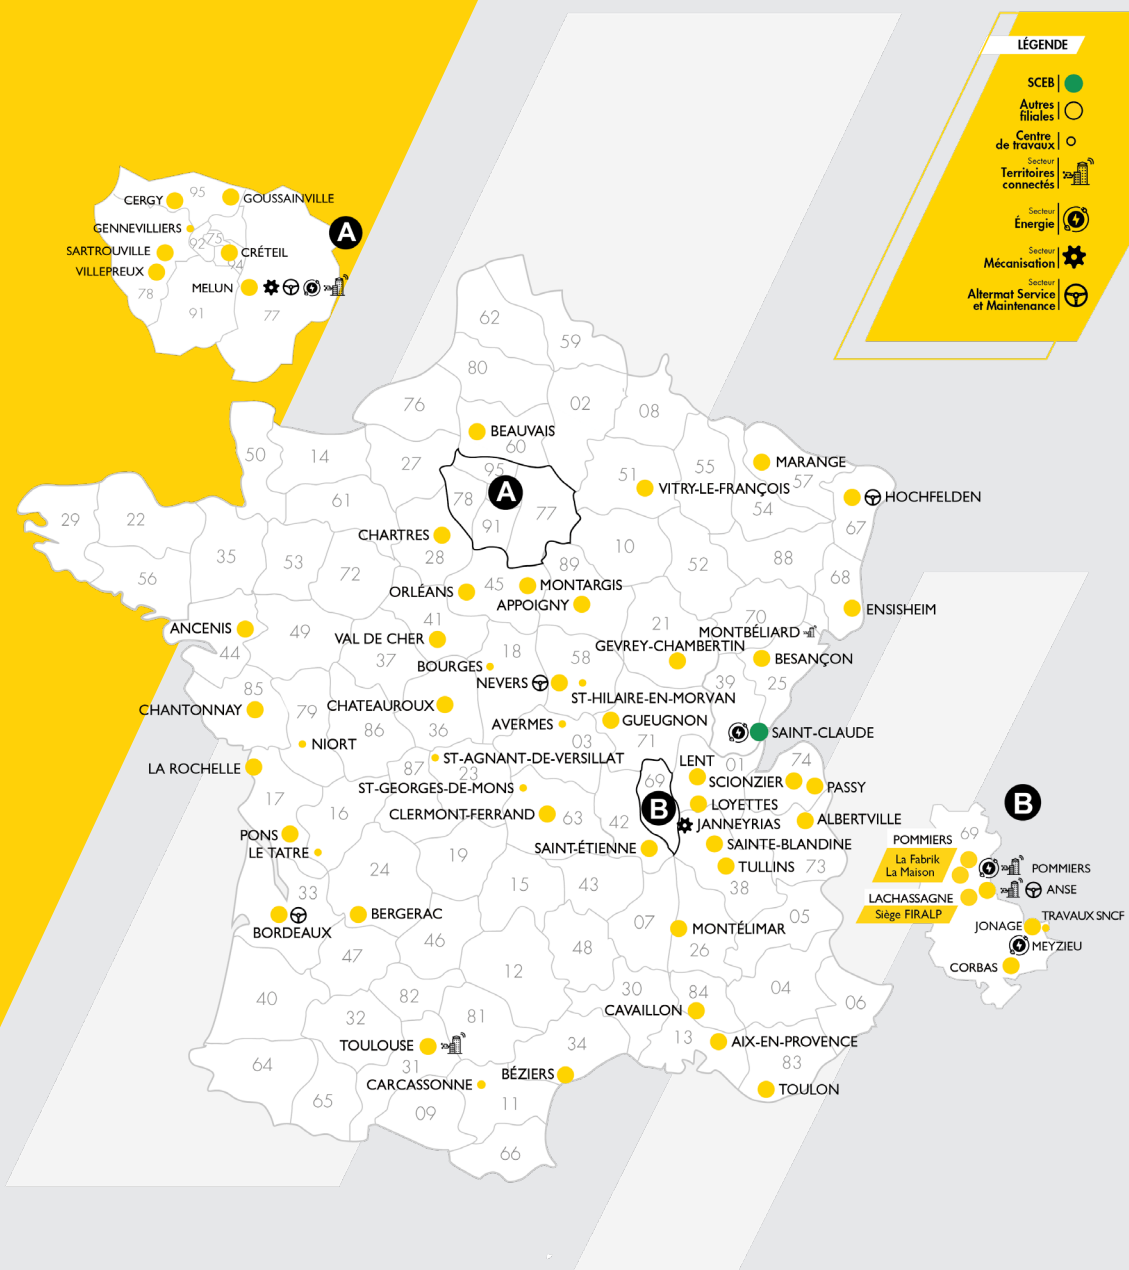 LÉGENDE
SCEB
Autres
filiales
Centre
de travaux
Secteur
Territoires
connectés
Secteur
Énergie
Secteur
Mécanisation
Secteur
Altermat Service
et Maintenance
95
CERGY
GOUSSAINVILLE
GENNEVILLIERS
75
92
A
SARTROUVILLE
CRÉTEIL
94
VILLEPREUX
MELUN
78
91
77
62
59
80
76
02
08
BEAUVAIS
60
50
14
27
95
51
55
MARANGE
57
VITRY-LE-FRANÇOIS
HOCHFELDEN
61
78
A
77
54
29
22
91
67
CHARTRES
35
53
28
10
88
89
52
56
72
68
ORLÉANS
45
MONTARGIS
APPOIGNY
ENSISHEIM
41
21
70
ANCENIS
49
VAL DE CHER
MONTBÉLIARD
GEVREY-CHAMBERTIN
44
37
18
58
BESANÇON
BOURGES
85
NEVERS
39
25
ST-HILAIRE-EN-MORVAN
CHANTONNAY
79
CHATEAUROUX
86
36
AVERMES
GUEUGNON
SAINT-CLAUDE
NIORT
03
71
ST-AGNANT-DE-VERSILLAT
LENT
01
74
LA ROCHELLE
87
23
69
SCIONZIER
PASSY
ST-GEORGES-DE-MONS
17
16
CLERMONT-FERRAND
63
42
B
LOYETTES
JANNEYRIAS
ALBERTVILLE
PONS
LE TATRE
SAINT-ÉTIENNE
SAINTE-BLANDINE
24
19
TULLINS
73
33
15
43
38
BERGERAC
BORDEAUX
07
05
MONTÉLIMAR
46
47
48
26
12
40
82
30
84
04
06
32
81
CAVAILLON
TOULOUSE
34
13
AIX-EN-PROVENCE
64
31
83
CARCASSONNE
BÉZIERS
TOULON
65
09
11
66
B
69
POMMIERS
La Fabrik
La Maison
POMMIERS
ANSE
LACHASSAGNE
Siège FIRALP
TRAVAUX SNCF
JONAGE
MEYZIEU
CORBAS